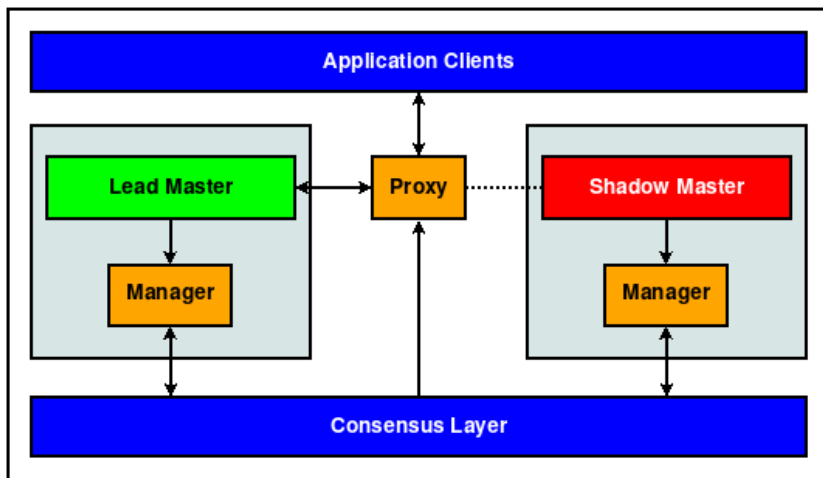 Application Clients
Lead Master
Proxy
Shadow Master
Manager
Manager
Consensus Layer